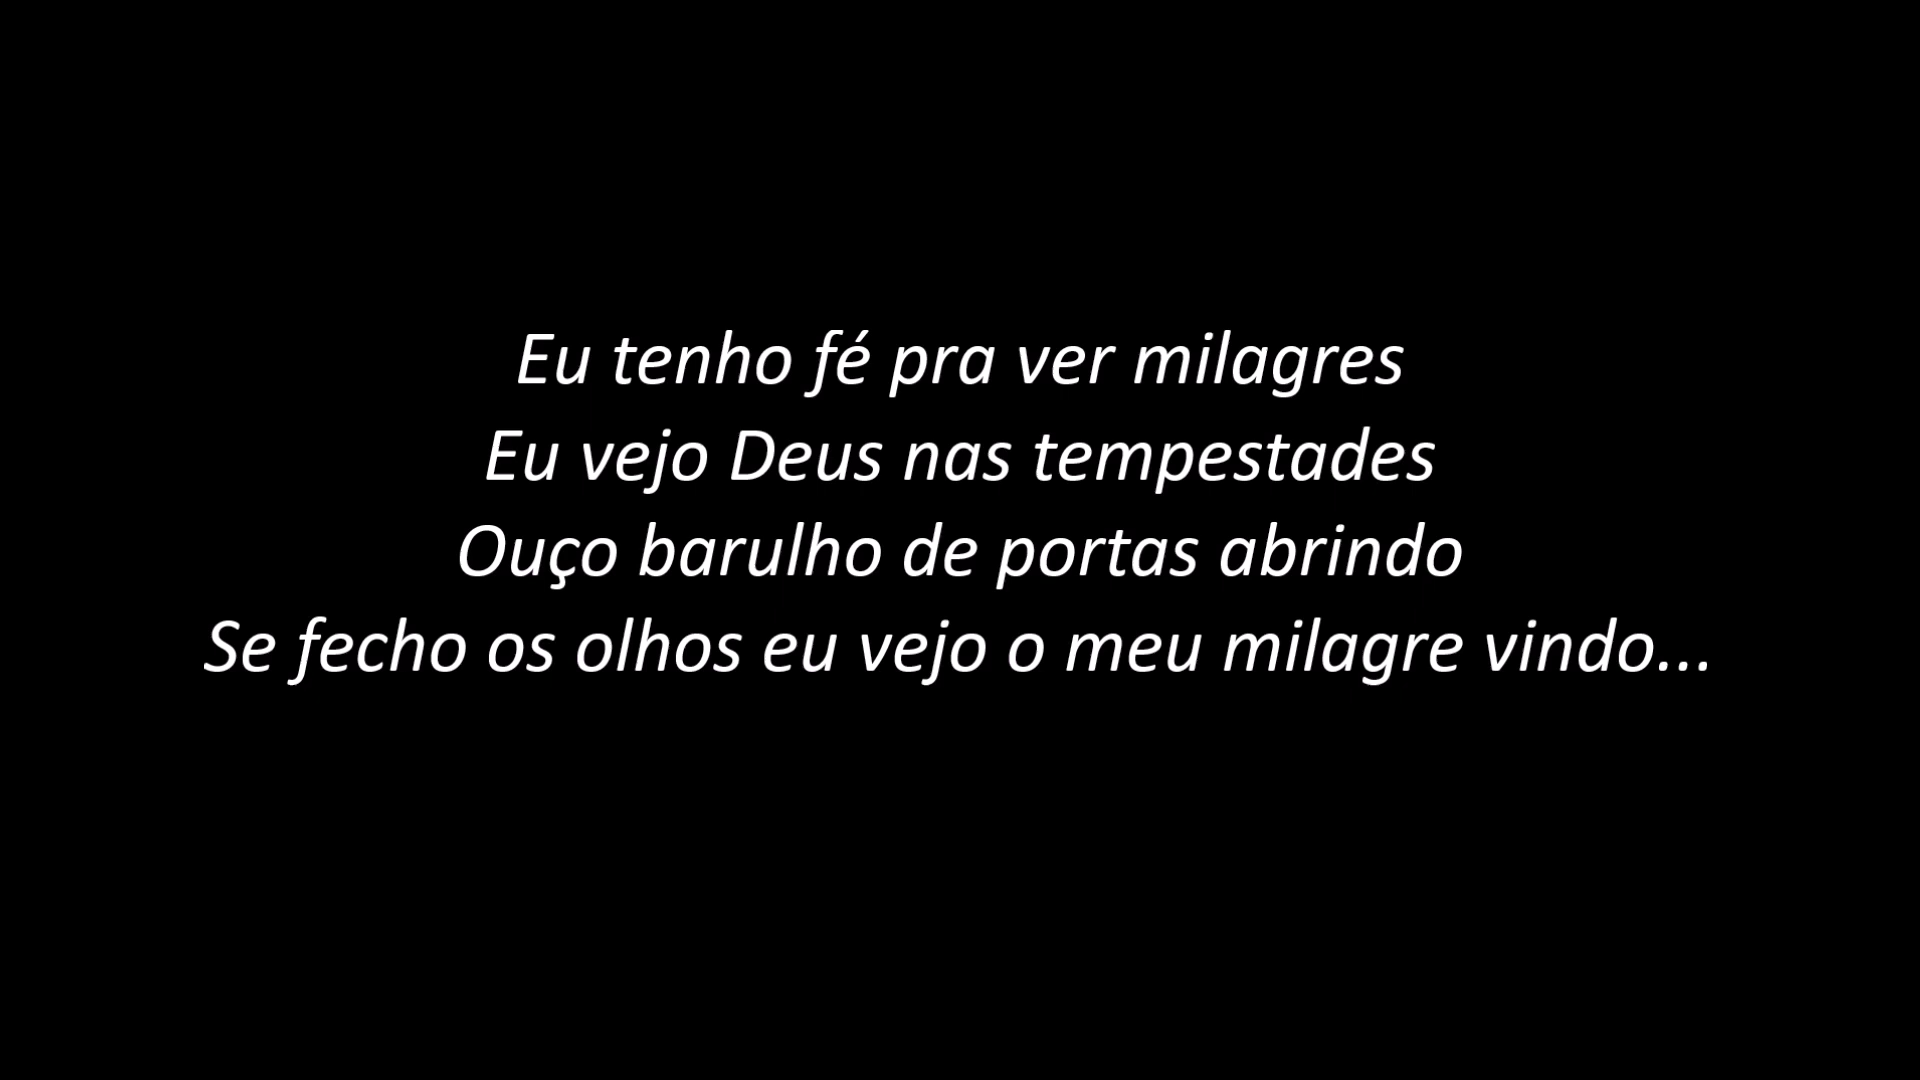 Eu tenho fé pra ver milagres
Eu vejo Deus nas tempestades
Ouço barulho de portas abrindo
Se fecho os olhos eu vejo o meu milagre vindo...